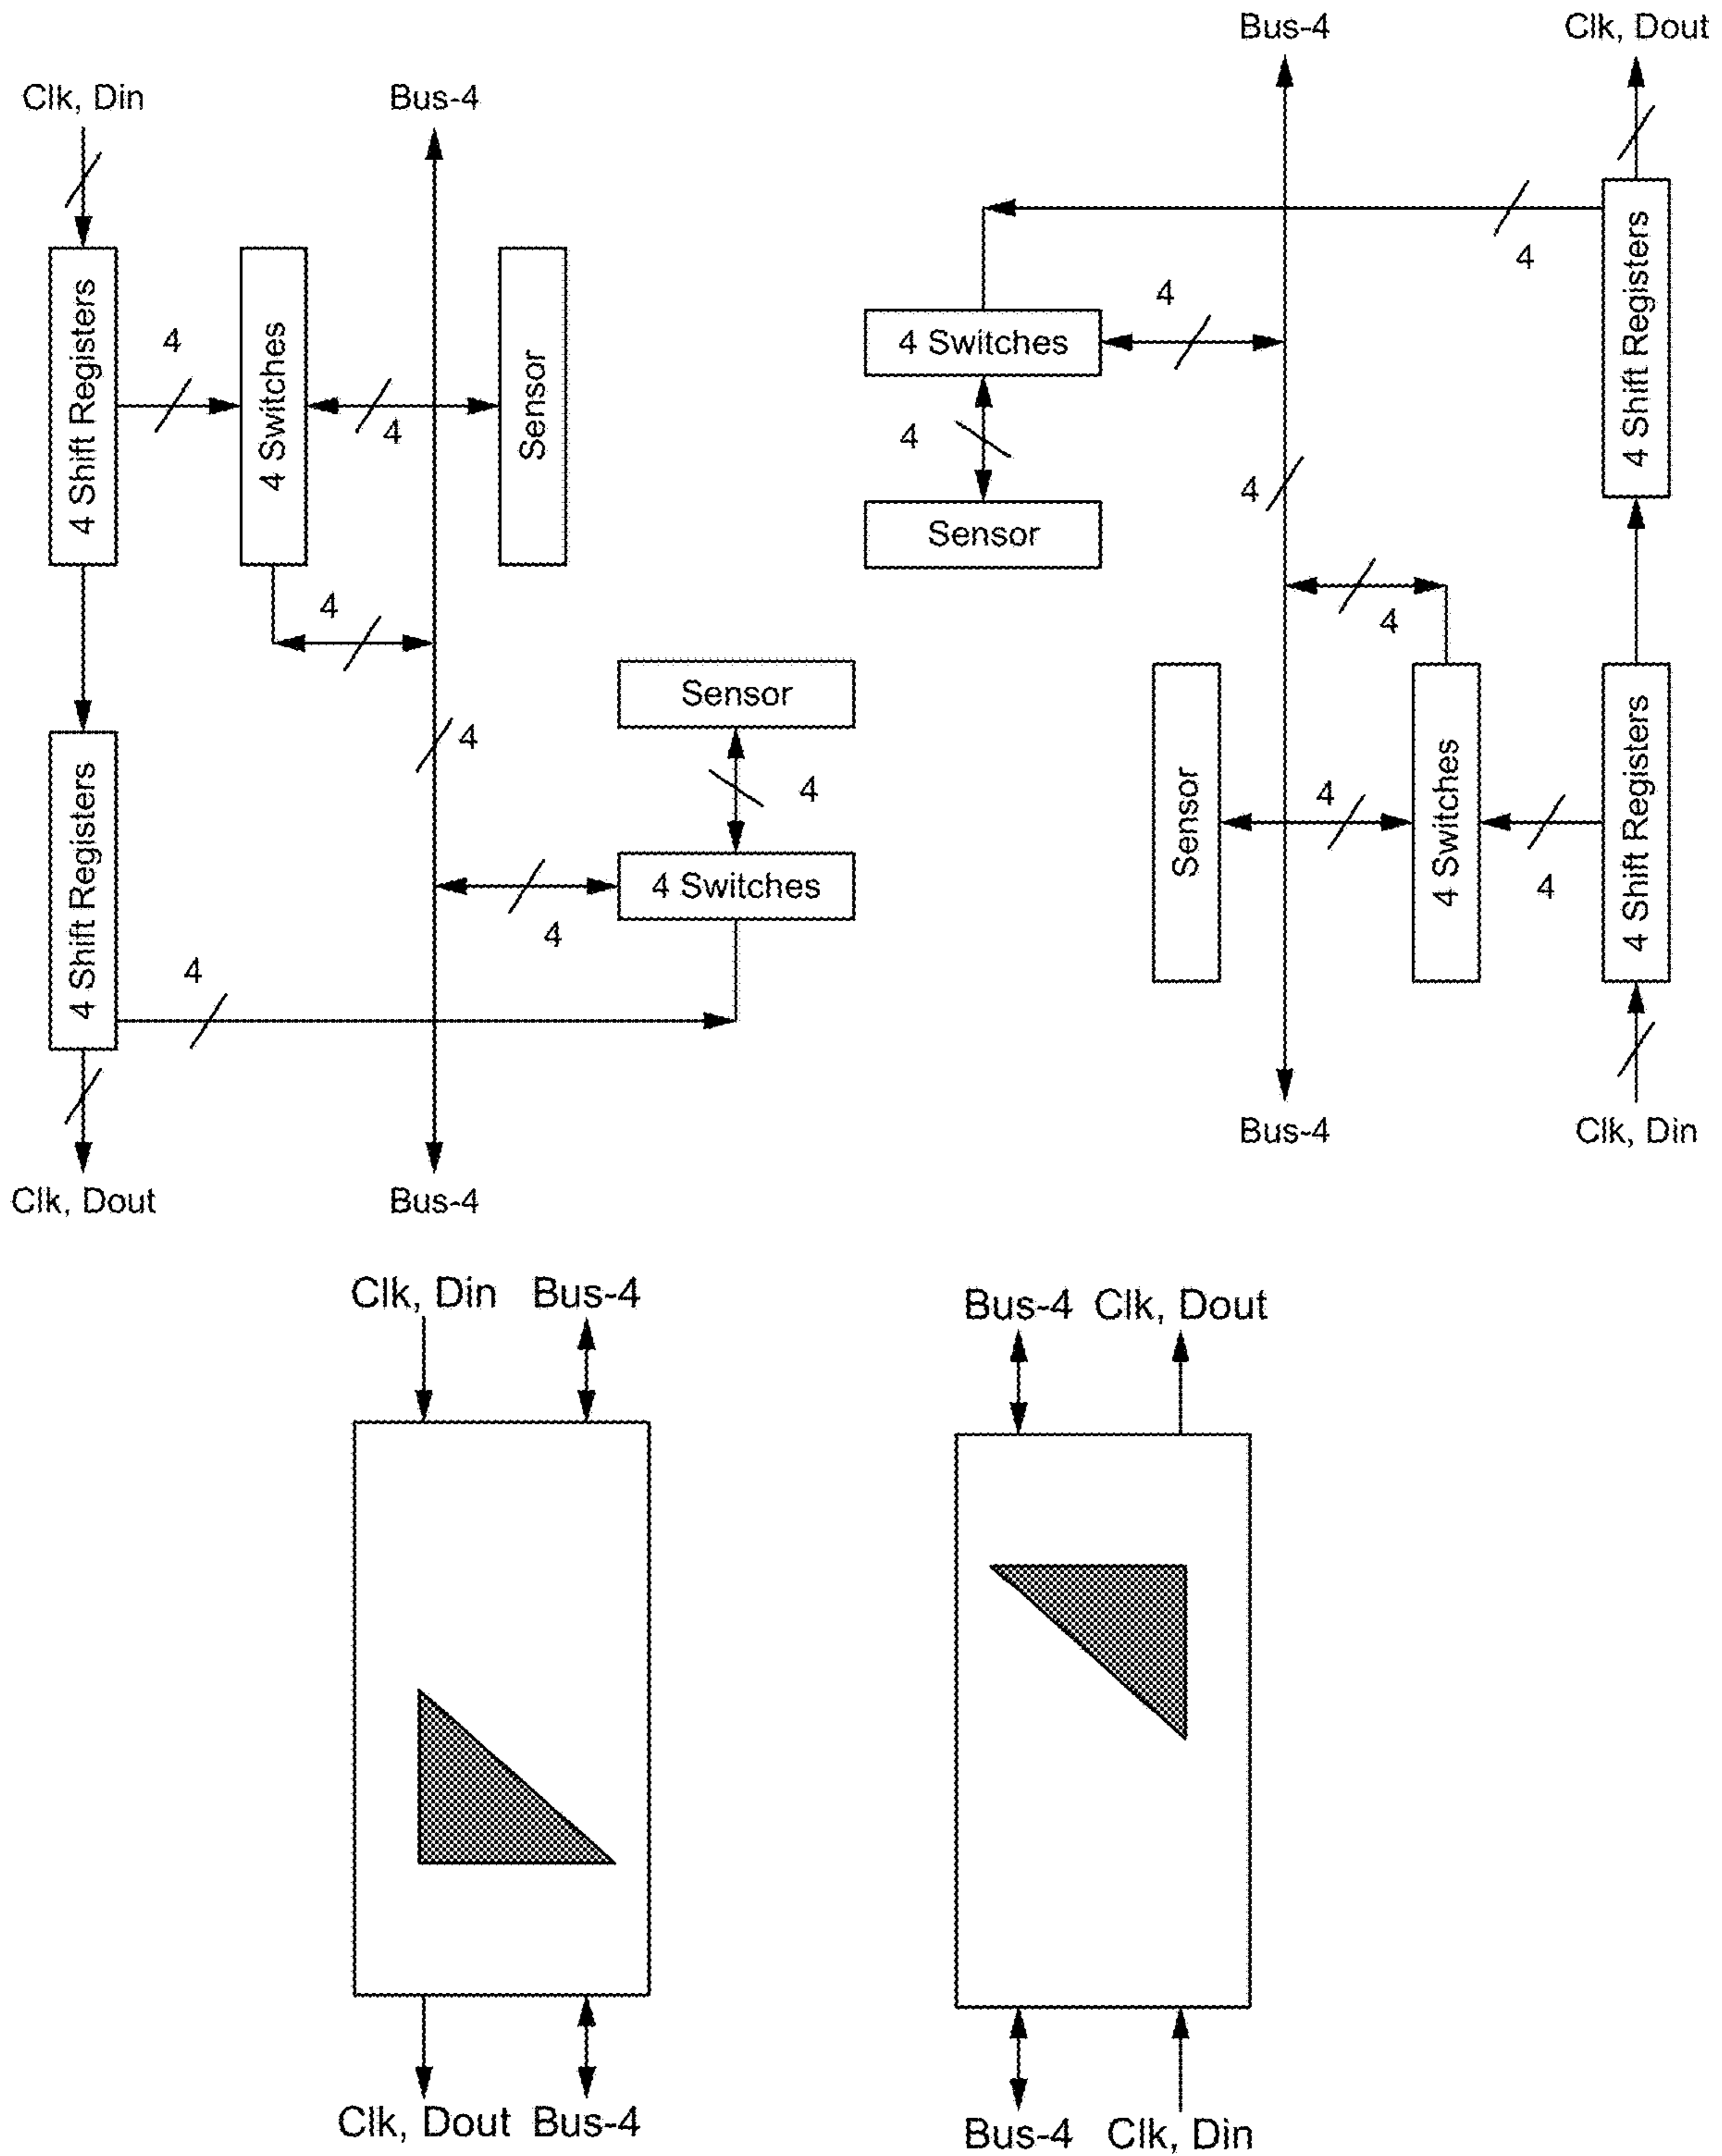 Bus-4
Clk, Dout
Clk, Din
Bus-4
4 Shift Registers
4
4 Switches
4
Sensor
4
4
Sensor
4
4 Switches
4
4 Shift Registers
4
Clk, Dout
Bus-4
4
4
4 Switches
4
Sensor
4
4 Shift Registers
4
Sensor
4
4 Switches
4
4 Shift Registers
Bus-4
Clk, Din
Clk, Din
Bus-4
Clk, Dout
Bus-4
Bus-4
Clk, Dout
Bus-4
Clk, Din